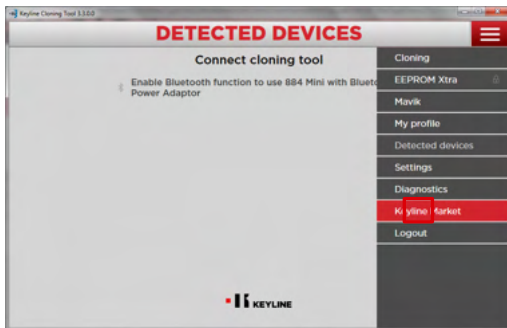 Keyline Cloning Tool 3.3.0.0
DETECTED DEVICES
Connect cloning tool
Enable Bluetooth function to use 884 Mini with Blueto
Power Adaptor
Cloning
EEPROM Xtra
Mavik
My profile
Detected devices
Settings
Diagnostics
Keyline Market
Logout
KEYLINE